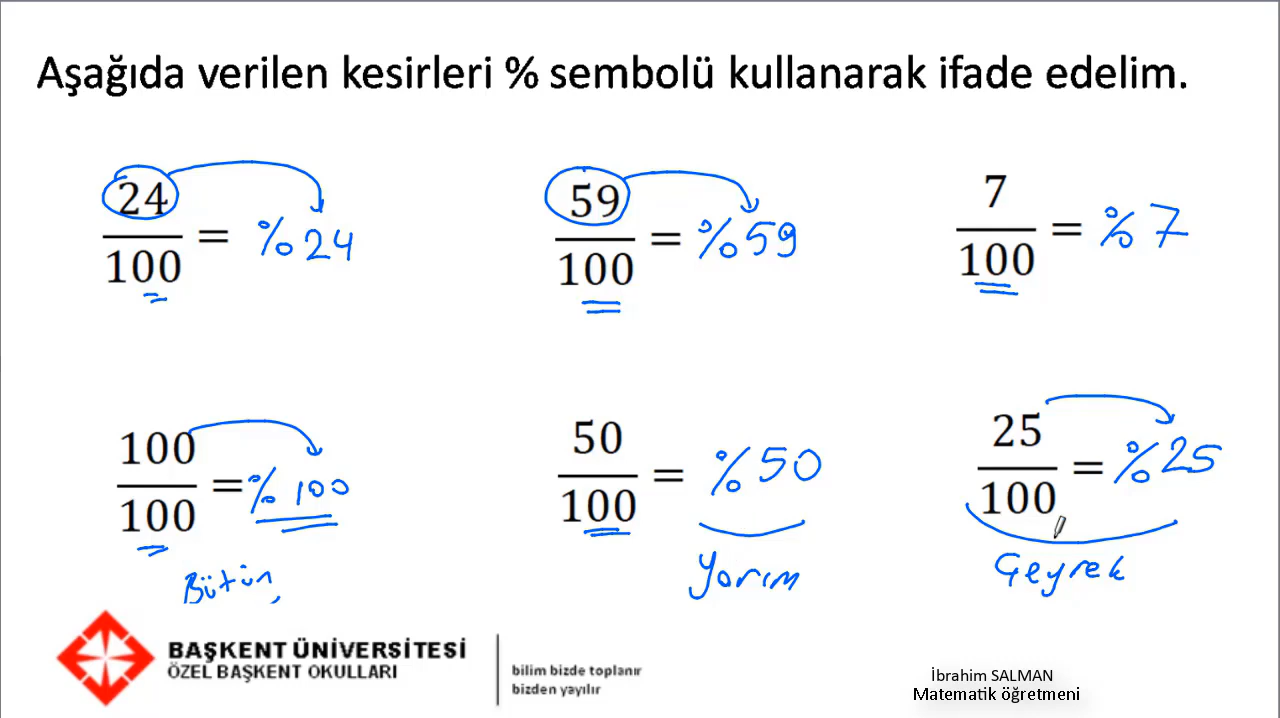 Aşağıda verilen kesirleri % sembolü kullanarak ifade edelim.
24/100 = %24
59/100 = %59
7/100 = %7
100/100 = %100
Bütün,
50/100 = %50
Yarım
25/100 = %25
Çeyrek
BAŞKENT ÜNİVERSİTESİ
ÖZEL BAŞKENT OKULLARI
bilim bizde toplanır
bizden yayılır
İbrahim SALMAN
Matematik öğretmeni